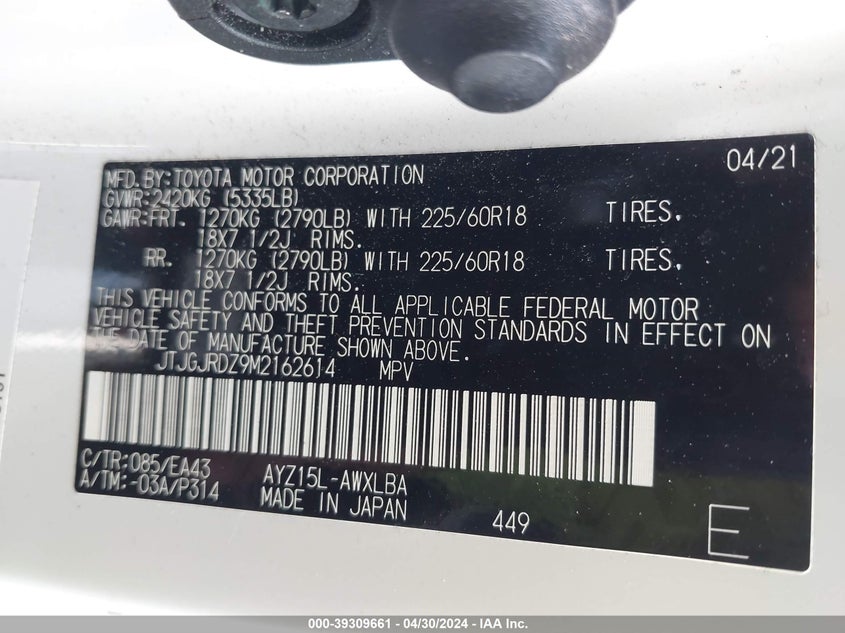 04/21
MFD.BY:TOYOTA MOTOR CORPORATION
GVWR:2420KG (5335LB)
GAWR:FRT. 1270KG (2790LB) WITH 225/60R18 TIRES.
18X7 1/2J RIMS.
RR. 1270KG (2790LB) WITH 225/60R18 TIRES.
18X7 1/2J RIMS.
THIS VEHICLE CONFORMS TO ALL APPLICABLE FEDERAL MOTOR
VEHICLE SAFETY AND THEFT PREVENTION STANDARDS IN EFFECT ON
THE DATE OF MANUFACTURE SHOWN ABOVE.
JTJGJRDZ9M2162614 MPV
C/TR:085/EA43 AYZ15L-AWXLBA
A/TM:-03A/P314 MADE IN JAPAN 449 E
000-39309661 - 04/30/2024 - IAA Inc.